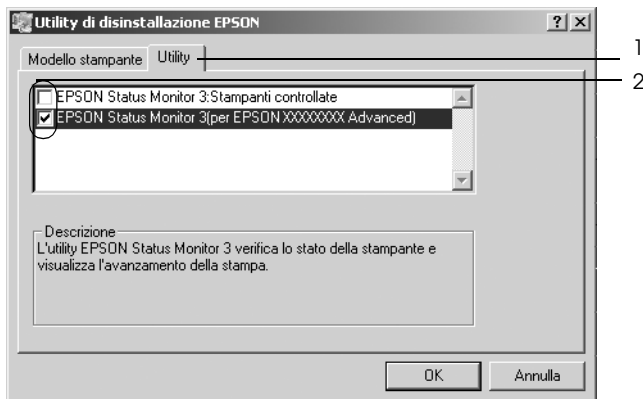 Utility di disinstallazione EPSON
Modello stampante
Utility
1
2
EPSON Status Monitor 3:Stampanti controllate
EPSON Status Monitor 3(per EPSON XXXXXXXX Advanced)
Descrizione
L'utility EPSON Status Monitor 3 verifica lo stato della stampante e
visualizza l'avanzamento della stampa.
OK
Annulla